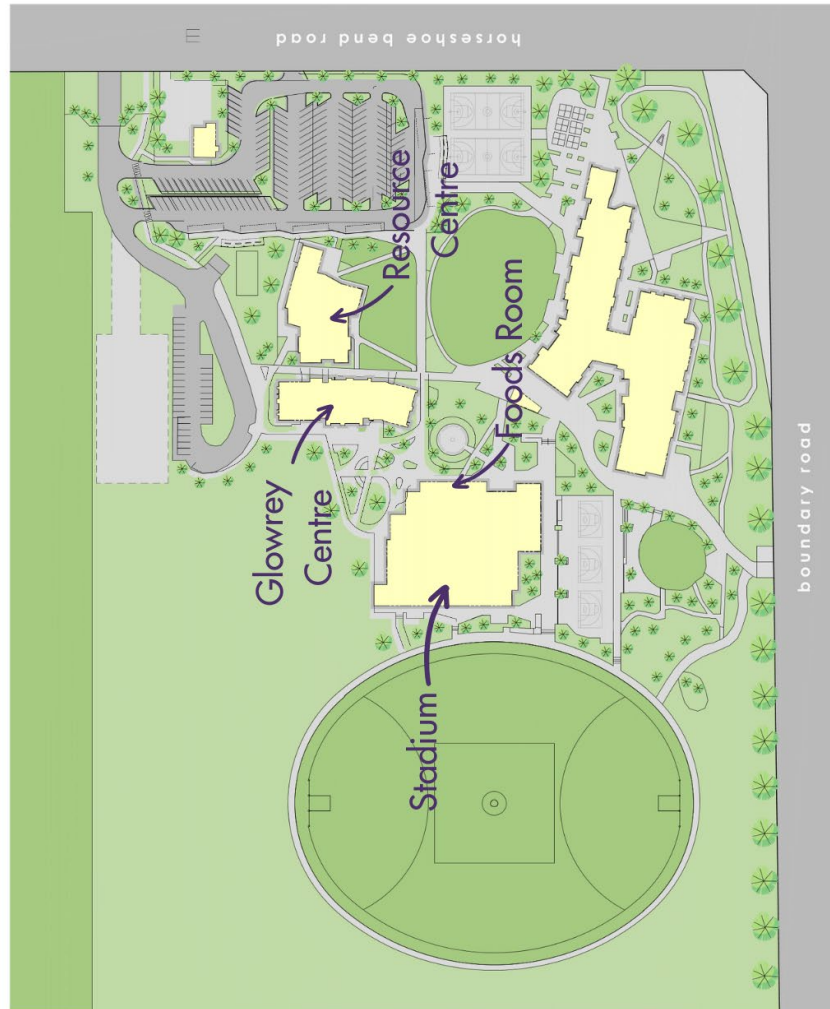 horseshoe bend road
Resource
Centre
Foods Room
Glowrey
Centre
Stadium
boundary road